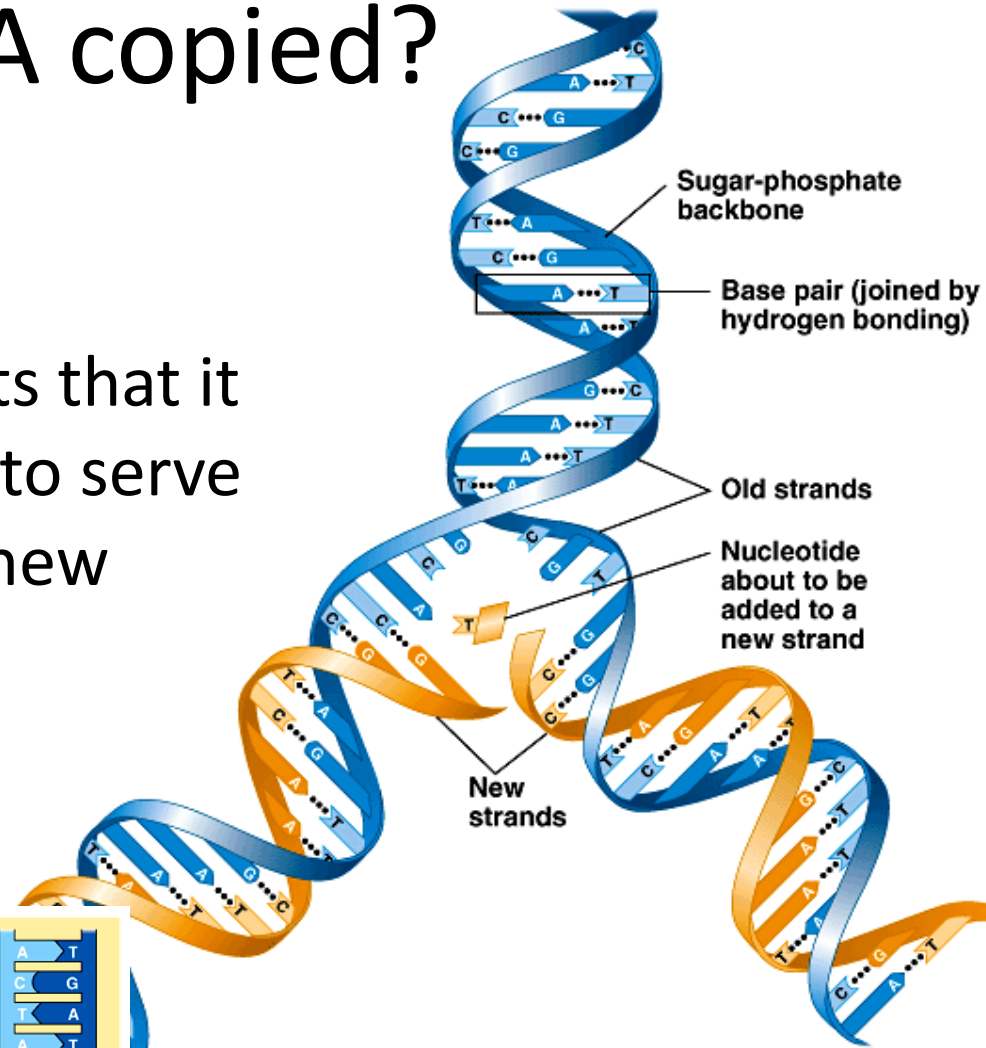 A copied?
ts that it
to serve
new
C
A T
C G
C G
T A
C G
Sugar-phosphate
backbone
A T
Base pair (joined by
hydrogen bonding)
A T
G C
A T
A T
T A
Old strands
G C
C G T
C A
Nucleotide
about to be
added to a
new strand
T
C G
C G
G
C
G
C
T A
C G
A T
A T
New
strands
T A
C G
A T
A T
G C
T A
T A
A T
A T
G C
T A
C G
A T
A T
C G
T A
A T